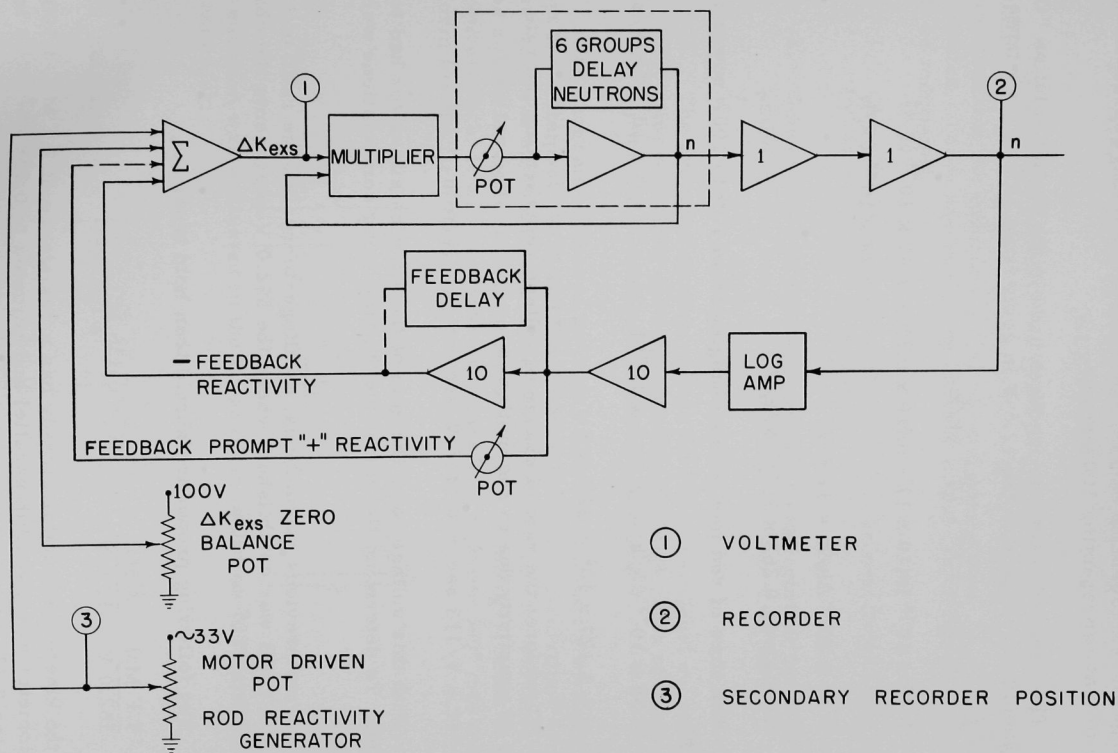 6 GROUPS
DELAY
NEUTRONS
1
2
Σ
ΔKexs
MULTIPLIER
POT
n
1
1
n
FEEDBACK
DELAY
– FEEDBACK
REACTIVITY
10
10
LOG
AMP
FEEDBACK PROMPT "+" REACTIVITY
POT
100V
ΔKexs ZERO
BALANCE
POT
3
~33V
MOTOR DRIVEN
POT
ROD REACTIVITY
GENERATOR
1 VOLTMETER
2 RECORDER
3 SECONDARY RECORDER POSITION